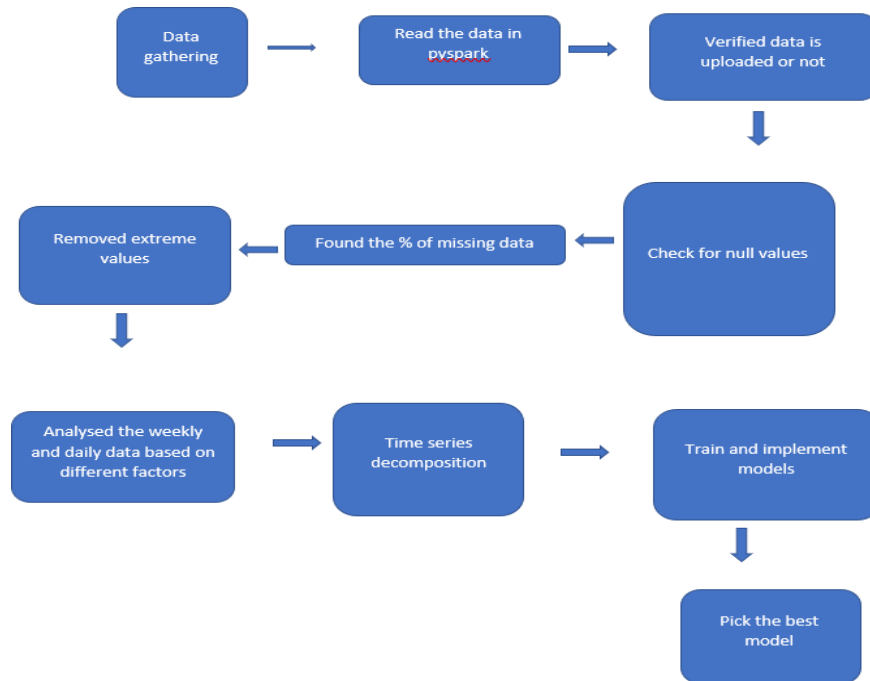 Data
gathering
Read the data in
pyspark
Verified data is
uploaded or not
Check for null values
Found the % of missing data
Removed extreme
values
Analysed the weekly
and daily data based on
different factors
Time series
decomposition
Train and implement
models
Pick the best
model